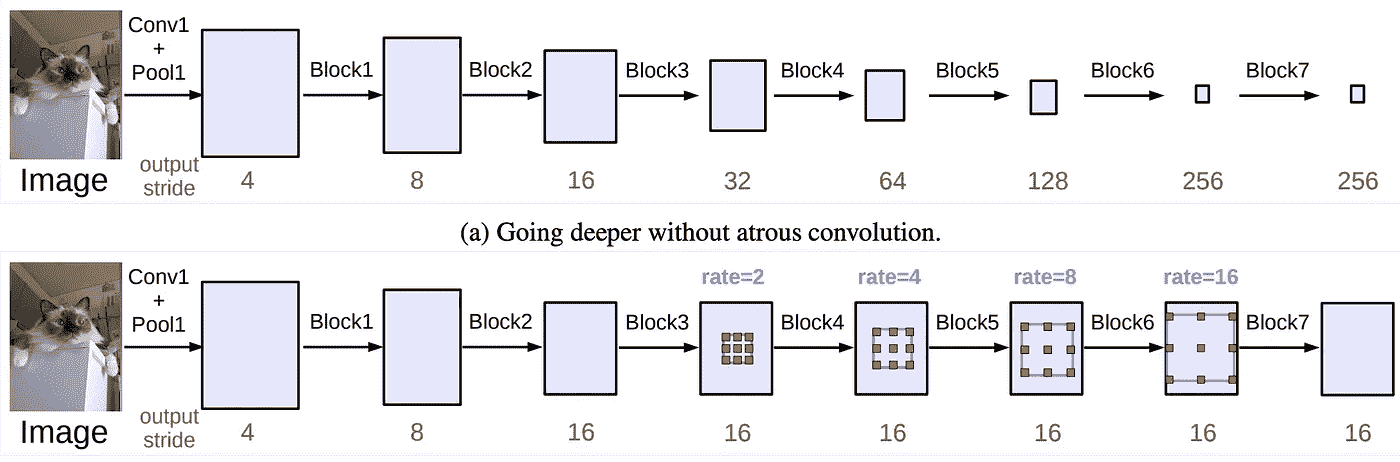 Conv1
+
Pool1
Block1
Block2
Block3
Block4
Block5
Block6
Block7
Image
output
stride
4
8
16
32
64
128
256
256
(a) Going deeper without atrous convolution.
rate=2
rate=4
rate=8
rate=16
Conv1
+
Pool1
Block1
Block2
Block3
Block4
Block5
Block6
Block7
Image
output
stride
4
8
16
16
16
16
16
16